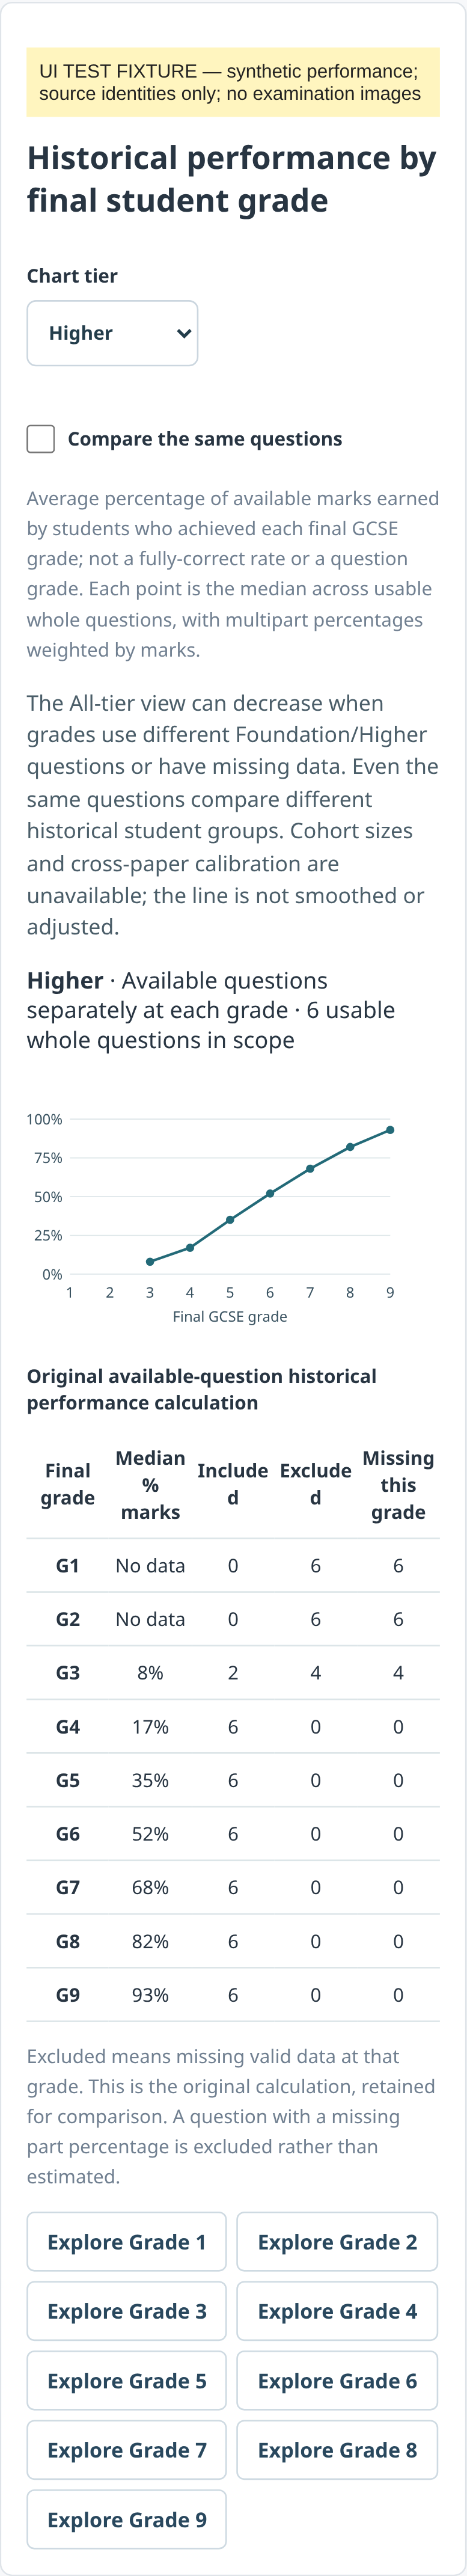 UI TEST FIXTURE — synthetic performance;
source identities only; no examination images
Historical performance by
final student grade
Chart tier
Higher
Compare the same questions
Average percentage of available marks earned
by students who achieved each final GCSE
grade; not a fully-correct rate or a question
grade. Each point is the median across usable
whole questions, with multipart percentages
weighted by marks.
The All-tier view can decrease when
grades use different Foundation/Higher
questions or have missing data. Even the
same questions compare different
historical student groups. Cohort sizes
and cross-paper calibration are
unavailable; the line is not smoothed or
adjusted.
Higher · Available questions
separately at each grade · 6 usable
whole questions in scope
100%
75%
50%
25%
0%
1 2 3 4 5 6 7 8 9
Final GCSE grade
Original available-question historical
performance calculation
Final grade Median % marks Included Excluded Missing this grade
G1 No data 0 6 6
G2 No data 0 6 6
G3 8% 2 4 4
G4 17% 6 0 0
G5 35% 6 0 0
G6 52% 6 0 0
G7 68% 6 0 0
G8 82% 6 0 0
G9 93% 6 0 0
Excluded means missing valid data at that
grade. This is the original calculation, retained
for comparison. A question with a missing
part percentage is excluded rather than
estimated.
Explore Grade 1 Explore Grade 2
Explore Grade 3 Explore Grade 4
Explore Grade 5 Explore Grade 6
Explore Grade 7 Explore Grade 8
Explore Grade 9